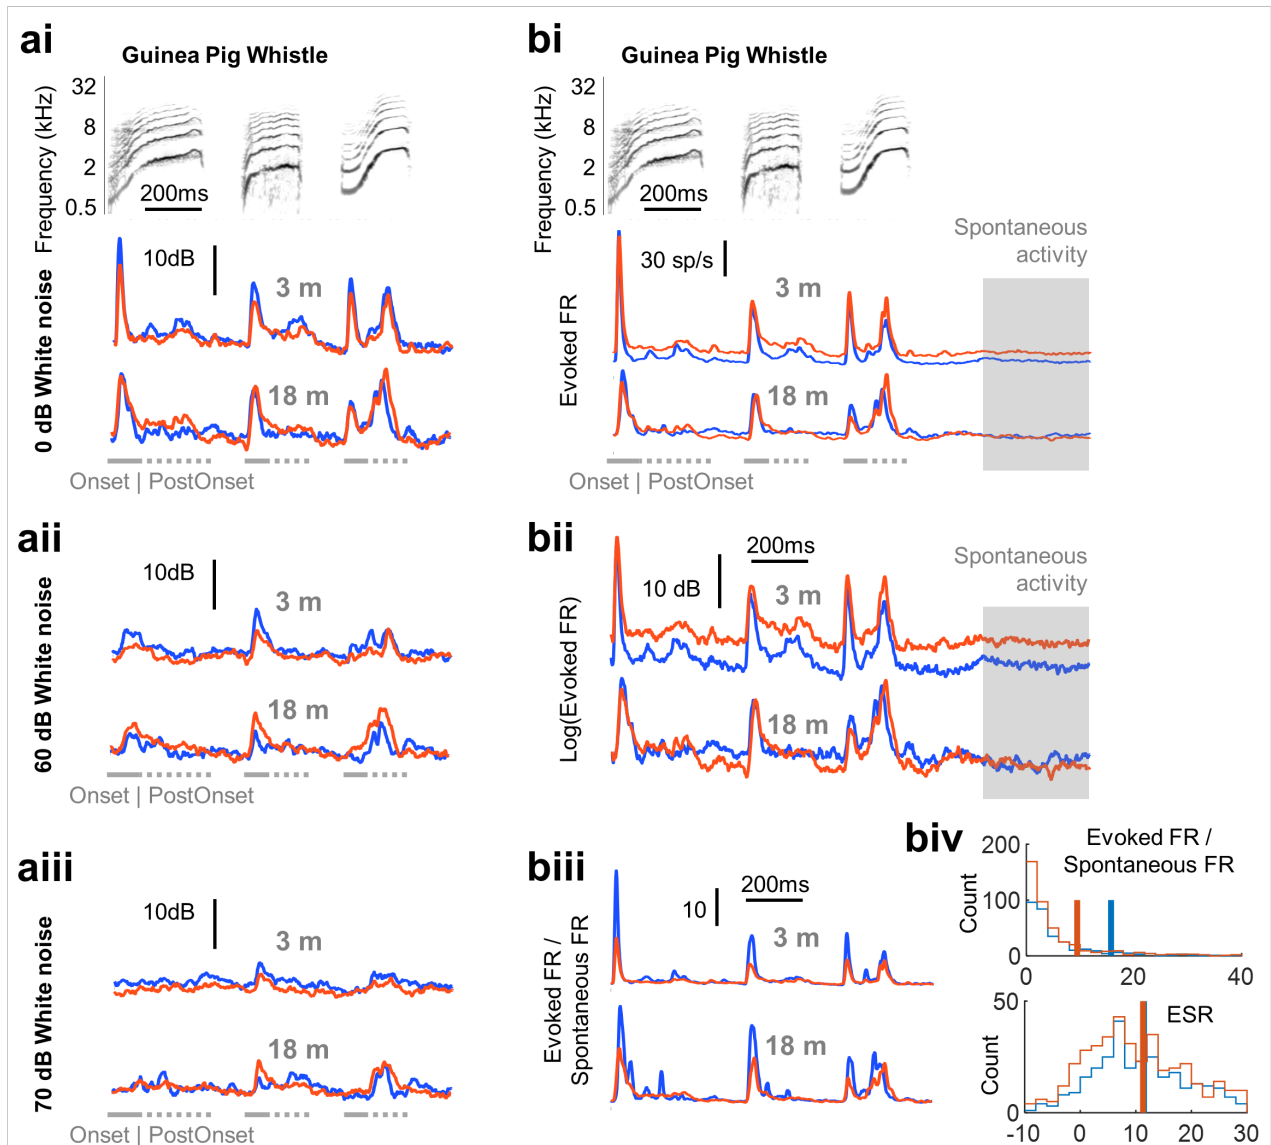 ai
Guinea Pig Whistle
Frequency (kHz)
32
8
2
0.5
200ms
0 dB White noise
10dB
3 m
18 m
Onset | PostOnset
aii
60 dB White noise
10dB
3 m
18 m
Onset | PostOnset
aiii
70 dB White noise
10dB
3 m
18 m
Onset | PostOnset
bi
Guinea Pig Whistle
Frequency (kHz)
32
8
2
0.5
200ms
Evoked FR
30 sp/s
3 m
18 m
Spontaneous
activity
Onset | PostOnset
bii
Log(Evoked FR)
10 dB
200ms
3 m
18 m
Spontaneous
activity
biii
Evoked FR /
Spontaneous FR
10
200ms
3 m
18 m
biv
Evoked FR /
Spontaneous FR
Count
200
100
0
0
20
40
ESR
Count
50
0
-10
0
10
20
30